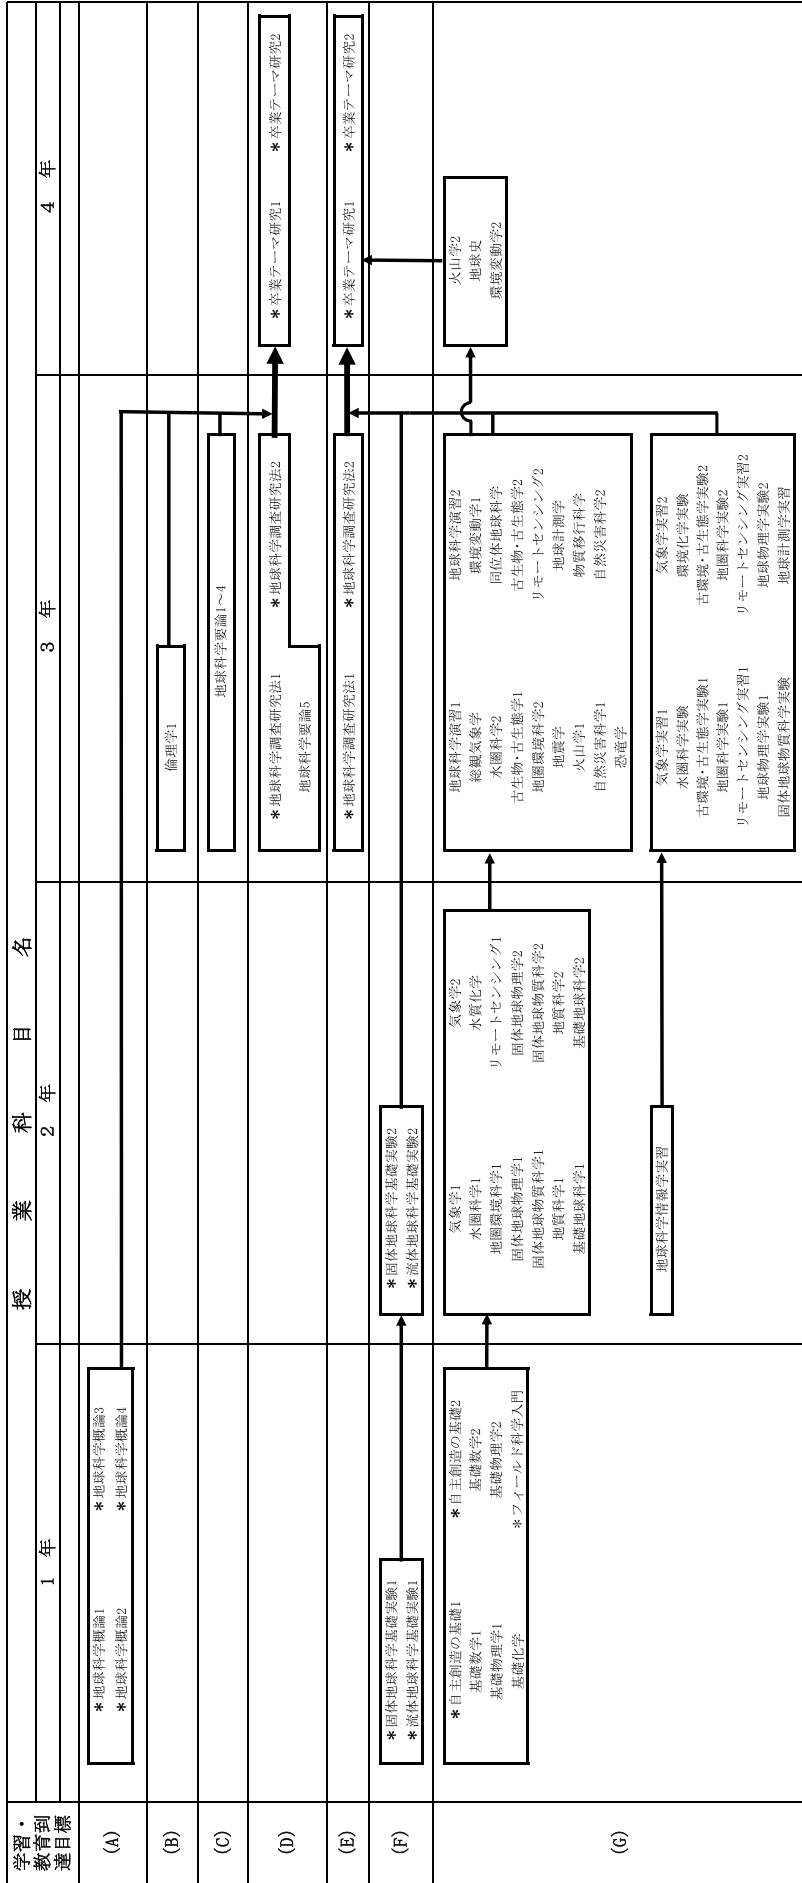 学習・
教育到
達目標
授業科目名
1 年
2 年
3 年
4 年
(A)
*地球科学概論1
*地球科学概論2
*地球科学概論3
*地球科学概論4
(B)
倫理学1
(C)
地球科学要論1~4
(D)
*地球科学調査研究法1
*地球科学調査研究法2
地球科学要論5
*卒業テーマ研究1
*卒業テーマ研究2
(E)
*地球科学調査研究法1
*地球科学調査研究法2
*卒業テーマ研究1
*卒業テーマ研究2
(F)
*固体地球科学基礎実験1
*流体地球科学基礎実験1
*固体地球科学基礎実験2
*流体地球科学基礎実験2
(G)
*自主創造の基礎1
基礎数学1
基礎物理学1
基礎化学
*自主創造の基礎2
基礎数学2
基礎物理学2
*フィールド科学入門
気象学1
水圏科学1
地圏環境科学1
固体地球物理学1
固体地球物質科学1
地質科学1
基礎地球科学1
気象学2
水質化学
リモートセンシング1
固体地球物理学2
固体地球物質科学2
地質科学2
基礎地球科学2
地球科学情報学実習
地球科学演習1
総観気象学
水圏科学2
古生物・古生態学1
地圏環境科学2
地震学
火山学1
自然災害科学1
恐竜学
地球科学演習2
環境変動学1
同位体地球科学
古生物・古生態学2
リモートセンシング2
地球計測学
物質移行科学
自然災害科学2
気象学実習1
水圏科学実験
古環境・古生態学実験1
地圏科学実験1
リモートセンシング実習1
地球物理学実験1
固体地球物質科学実験
気象学実習2
環境化学実験
古環境・古生態学実験2
地圏科学実験2
リモートセンシング実習2
地球物理学実験2
地球計測学実習
火山学2
地球史
環境変動学2